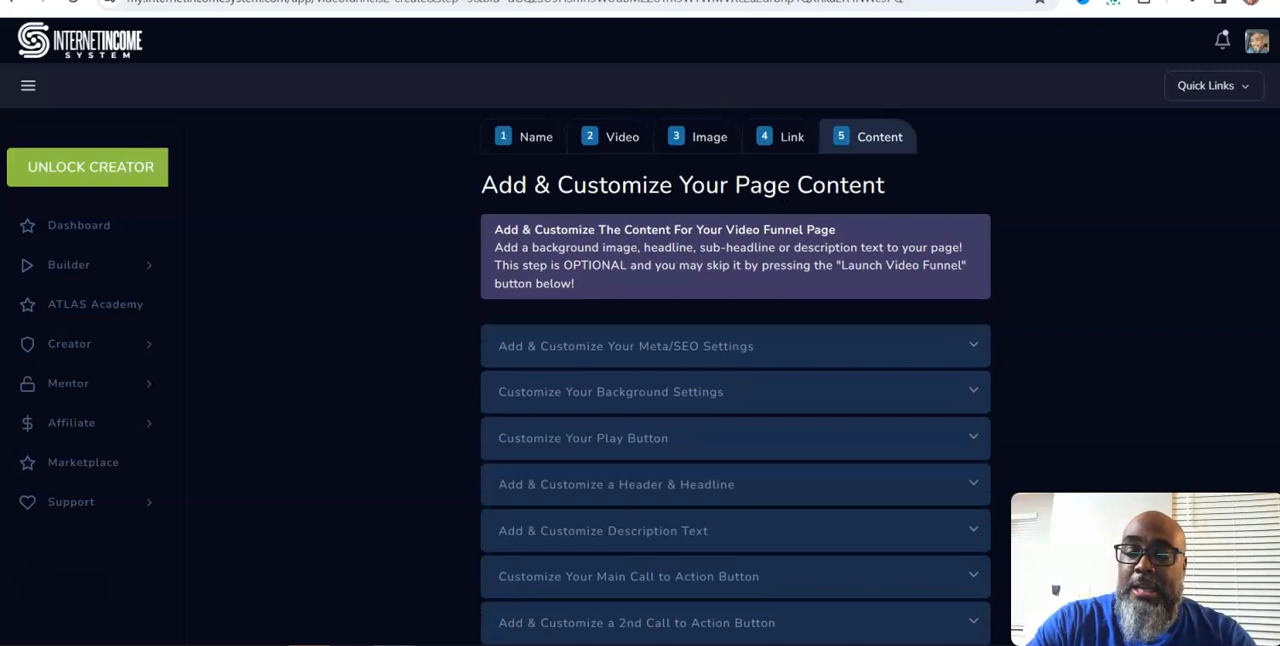 INTERNETINCOME
SYSTEM
Quick Links
1 Name 2 Video 3 Image 4 Link 5 Content
UNLOCK CREATOR
Dashboard
Builder
ATLAS Academy
Creator
Mentor
Affiliate
Marketplace
Support
Add & Customize Your Page Content
Add & Customize The Content For Your Video Funnel Page
Add a background image, headline, sub-headline or description text to your page!
This step is OPTIONAL and you may skip it by pressing the "Launch Video Funnel"
button below!
Add & Customize Your Meta/SEO Settings
Customize Your Background Settings
Customize Your Play Button
Add & Customize a Header & Headline
Add & Customize Description Text
Customize Your Main Call to Action Button
Add & Customize a 2nd Call to Action Button